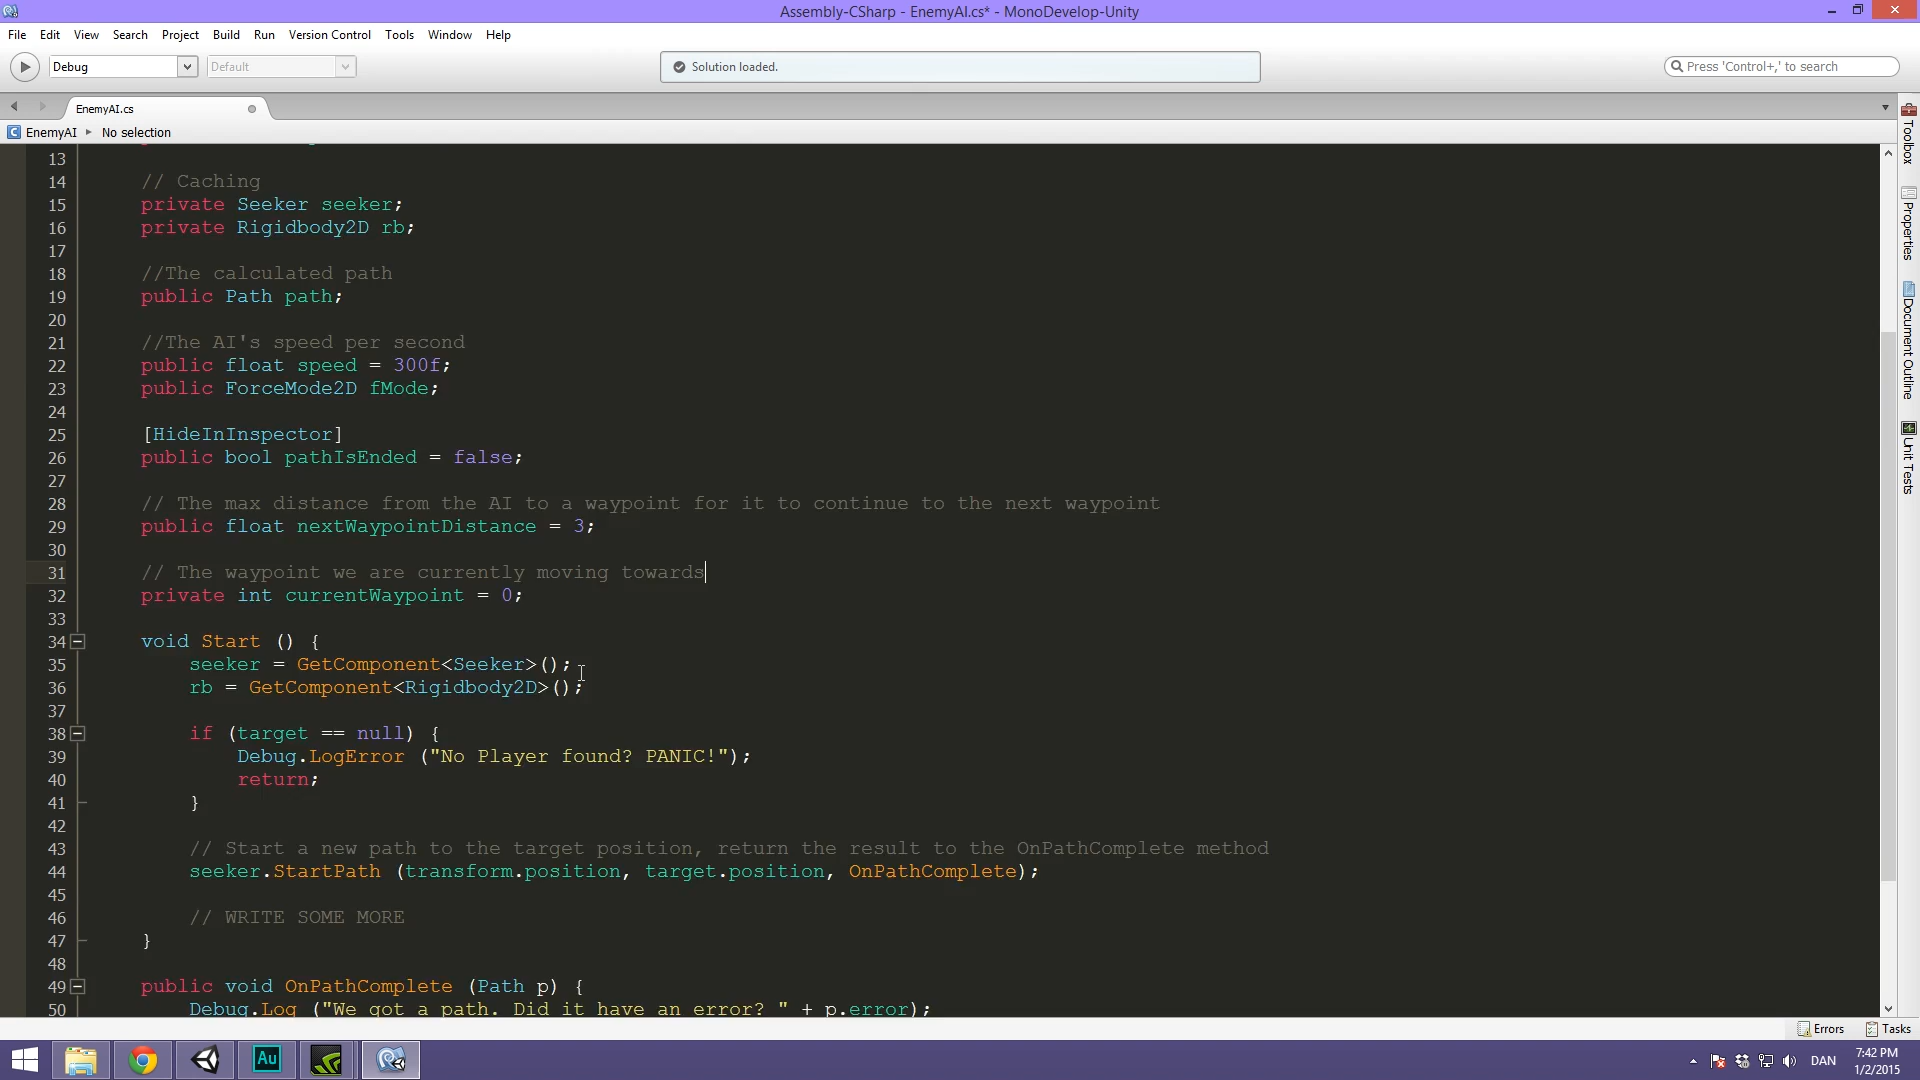 Assembly-CSharp - EnemyAI.cs* - MonoDevelop-Unity
File Edit View Search Project Build Run Version Control Tools Window Help
Debug Default Solution loaded. Press 'Control+,' to search
EnemyAI.cs
EnemyAI No selection
13
14 // Caching
15 private Seeker seeker;
16 private Rigidbody2D rb;
17
18 //The calculated path
19 public Path path;
20
21 //The AI's speed per second
22 public float speed = 300f;
23 public ForceMode2D fMode;
24
25 [HideInInspector]
26 public bool pathIsEnded = false;
27
28 // The max distance from the AI to a waypoint for it to continue to the next waypoint
29 public float nextWaypointDistance = 3;
30
31 // The waypoint we are currently moving towards
32 private int currentWaypoint = 0;
33
34 void Start () {
35 seeker = GetComponent<Seeker>();
36 rb = GetComponent<Rigidbody2D>();
37
38 if (target == null) {
39 Debug.LogError ("No Player found? PANIC!");
40 return;
41 }
42
43 // Start a new path to the target position, return the result to the OnPathComplete method
44 seeker.StartPath (transform.position, target.position, OnPathComplete);
45
46 // WRITE SOME MORE
47 }
48
49 public void OnPathComplete (Path p) {
50 Debug.Log ("We got a path. Did it have an error? " + p.error);
Toolbox
Properties
Document Outline
Unit Tests
Errors Tasks
Au
DAN
7:42 PM
1/2/2015